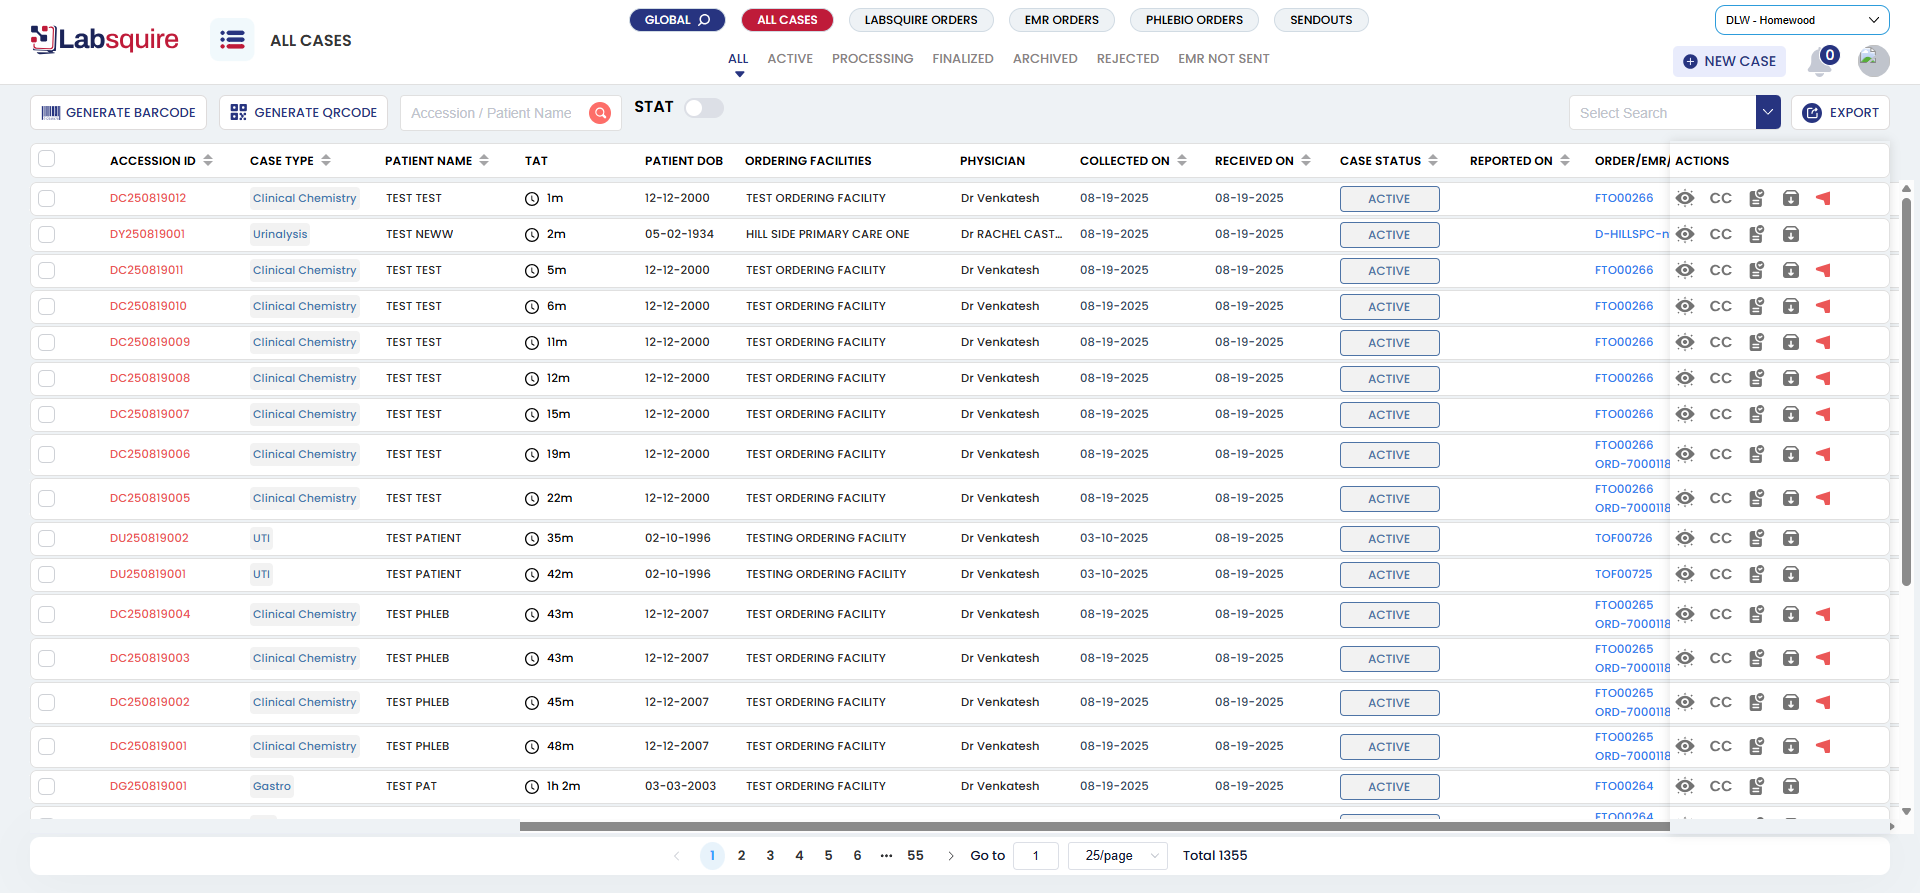 Labsquire
ALL CASES
GLOBAL
ALL CASES
LABSQUIRE ORDERS
EMR ORDERS
PHLEBIO ORDERS
SENDOUTS
DLW - Homewood
ALL
ACTIVE
PROCESSING
FINALIZED
ARCHIVED
REJECTED
EMR NOT SENT
NEW CASE
0
GENERATE BARCODE
GENERATE QRCODE
Accession / Patient Name
STAT
Select Search
EXPORT
ACCESSION ID CASE TYPE PATIENT NAME TAT PATIENT DOB ORDERING FACILITIES PHYSICIAN COLLECTED ON RECEIVED ON CASE STATUS REPORTED ON ORDER/EMR/ ACTIONS
DC250819012 Clinical Chemistry TEST TEST 1m 12-12-2000 TEST ORDERING FACILITY Dr Venkatesh 08-19-2025 08-19-2025 ACTIVE FTO00266 CC
DY250819001 Urinalysis TEST NEWW 2m 05-02-1934 HILL SIDE PRIMARY CARE ONE Dr RACHEL CAST... 08-19-2025 08-19-2025 ACTIVE D-HILLSPC-n CC
DC250819011 Clinical Chemistry TEST TEST 5m 12-12-2000 TEST ORDERING FACILITY Dr Venkatesh 08-19-2025 08-19-2025 ACTIVE FTO00266 CC
DC250819010 Clinical Chemistry TEST TEST 6m 12-12-2000 TEST ORDERING FACILITY Dr Venkatesh 08-19-2025 08-19-2025 ACTIVE FTO00266 CC
DC250819009 Clinical Chemistry TEST TEST 11m 12-12-2000 TEST ORDERING FACILITY Dr Venkatesh 08-19-2025 08-19-2025 ACTIVE FTO00266 CC
DC250819008 Clinical Chemistry TEST TEST 12m 12-12-2000 TEST ORDERING FACILITY Dr Venkatesh 08-19-2025 08-19-2025 ACTIVE FTO00266 CC
DC250819007 Clinical Chemistry TEST TEST 15m 12-12-2000 TEST ORDERING FACILITY Dr Venkatesh 08-19-2025 08-19-2025 ACTIVE FTO00266 CC
DC250819006 Clinical Chemistry TEST TEST 19m 12-12-2000 TEST ORDERING FACILITY Dr Venkatesh 08-19-2025 08-19-2025 ACTIVE FTO00266 CC
ORD-7000118
DC250819005 Clinical Chemistry TEST TEST 22m 12-12-2000 TEST ORDERING FACILITY Dr Venkatesh 08-19-2025 08-19-2025 ACTIVE FTO00266 CC
ORD-7000118
DU250819002 UTI TEST PATIENT 35m 02-10-1996 TESTING ORDERING FACILITY Dr Venkatesh 03-10-2025 08-19-2025 ACTIVE TOF00726 CC
DU250819001 UTI TEST PATIENT 42m 02-10-1996 TESTING ORDERING FACILITY Dr Venkatesh 03-10-2025 08-19-2025 ACTIVE TOF00725 CC
DC250819004 Clinical Chemistry TEST PHLEB 43m 12-12-2007 TEST ORDERING FACILITY Dr Venkatesh 08-19-2025 08-19-2025 ACTIVE FTO00265 CC
ORD-7000118
DC250819003 Clinical Chemistry TEST PHLEB 43m 12-12-2007 TEST ORDERING FACILITY Dr Venkatesh 08-19-2025 08-19-2025 ACTIVE FTO00265 CC
ORD-7000118
DC250819002 Clinical Chemistry TEST PHLEB 45m 12-12-2007 TEST ORDERING FACILITY Dr Venkatesh 08-19-2025 08-19-2025 ACTIVE FTO00265 CC
ORD-7000118
DC250819001 Clinical Chemistry TEST PHLEB 48m 12-12-2007 TEST ORDERING FACILITY Dr Venkatesh 08-19-2025 08-19-2025 ACTIVE FTO00265 CC
ORD-7000118
DG250819001 Gastro TEST PAT 1h 2m 03-03-2003 TEST ORDERING FACILITY Dr Venkatesh 08-19-2025 08-19-2025 ACTIVE FTO00264 CC
FTO00264
1 2 3 4 5 6 ••• 55 Go to 1 25/page Total 1355